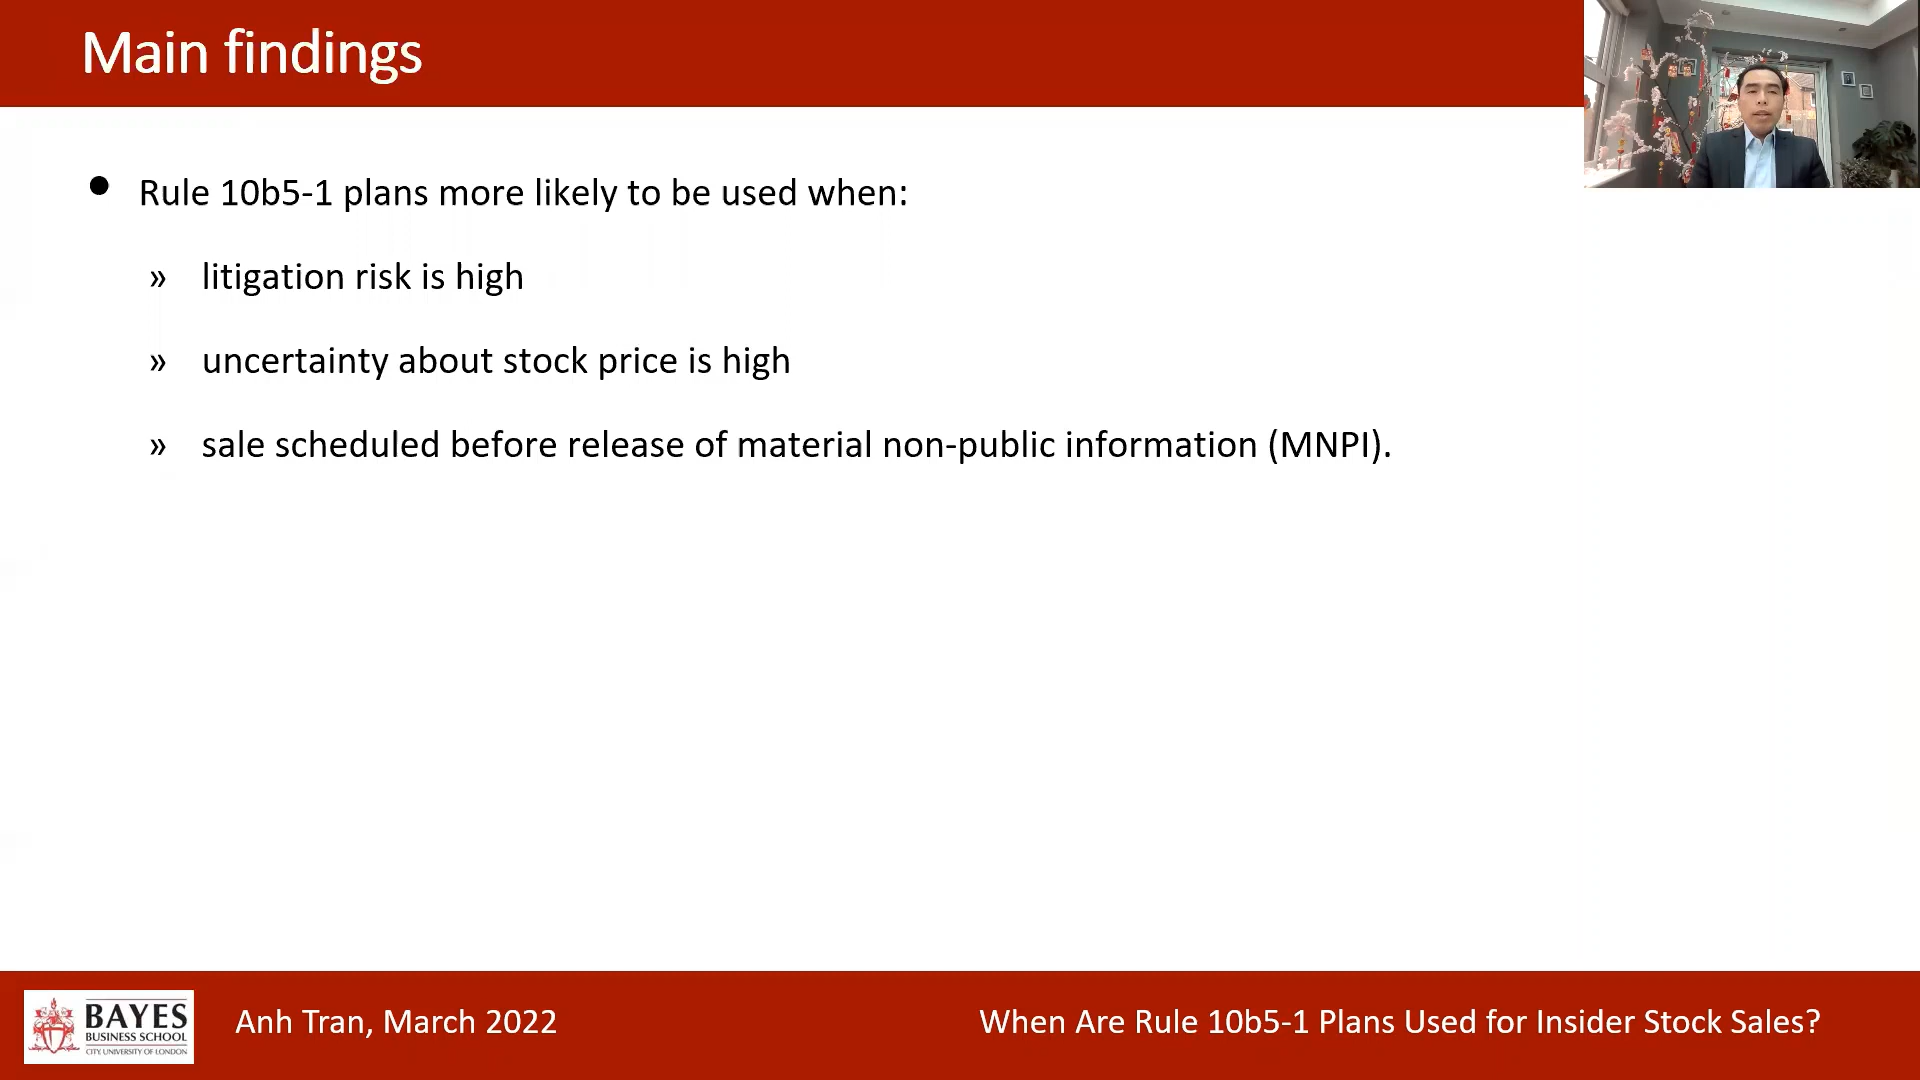 Main findings
• Rule 10b5-1 plans more likely to be used when:
» litigation risk is high
» uncertainty about stock price is high
» sale scheduled before release of material non-public information (MNPI).
BAYES
BUSINESS SCHOOL
CITY, UNIVERSITY OF LONDON
Anh Tran, March 2022
When Are Rule 10b5-1 Plans Used for Insider Stock Sales?